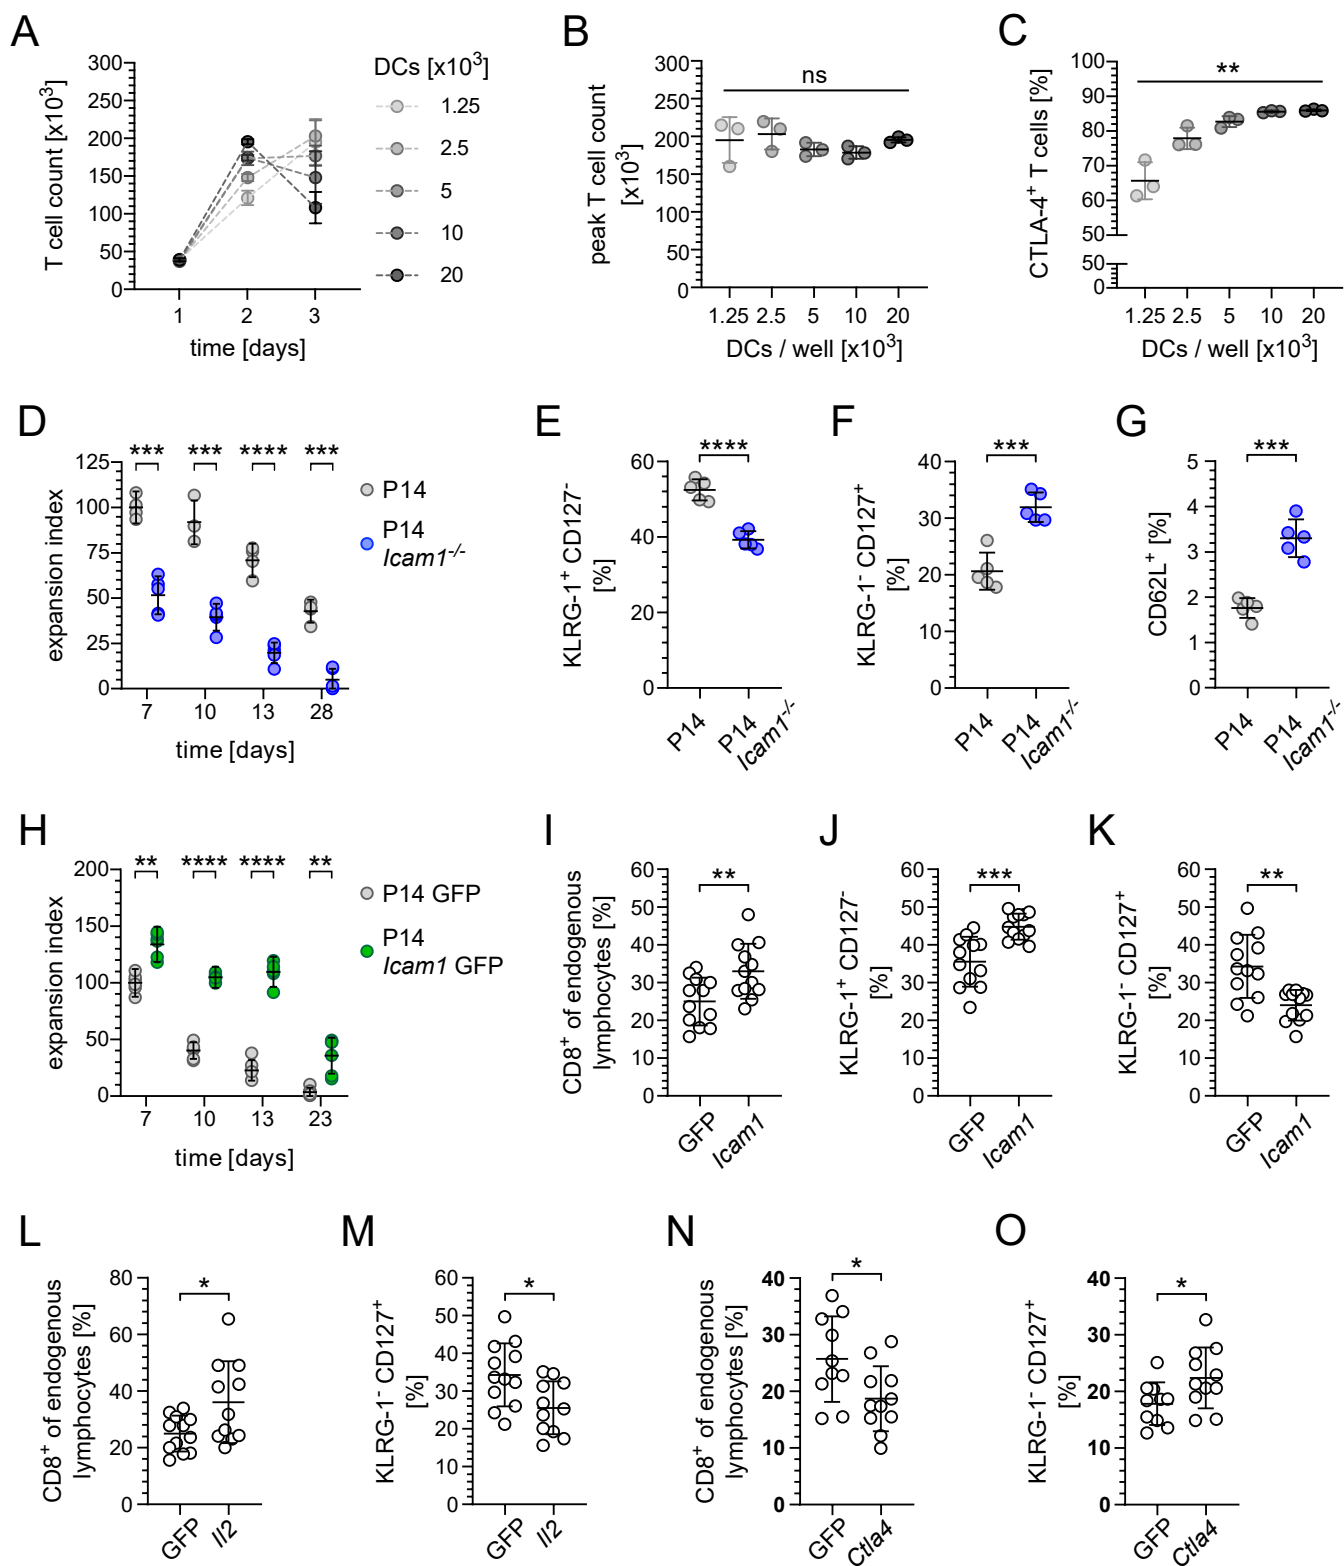 A
T cell count [x10³]
300
250
200
150
100
50
0
1
2
3
time [days]
DCs [x10³]
1.25
2.5
5
10
20
B
peak T cell count
[x10³]
300
250
200
150
100
50
0
ns
1.25
2.5
5
10
20
DCs / well [x10³]
C
CTLA-4⁺ T cells [%]
100
90
80
70
60
50
50
0
**
1.25
2.5
5
10
20
DCs / well [x10³]
D
expansion index
125
100
75
50
25
0
***
***
****
***
7
10
13
28
time [days]
P14
P14
Icam1⁻/⁻
E
KLRG-1⁺ CD127⁻
[%]
60
40
20
0
****
P14
P14
Icam1⁻/⁻
F
KLRG-1⁻ CD127⁺
[%]
40
30
20
10
0
***
P14
P14
Icam1⁻/⁻
G
CD62L⁺ [%]
5
4
3
2
1
0
***
P14
P14
Icam1⁻/⁻
H
expansion index
200
150
100
50
0
**
****
****
**
7
10
13
23
time [days]
P14 GFP
P14
Icam1 GFP
I
CD8⁺ of endogenous
lymphocytes [%]
60
50
40
30
20
10
0
**
GFP
Icam1
J
KLRG-1⁺ CD127⁻
[%]
60
50
40
30
20
10
0
***
GFP
Icam1
K
KLRG-1⁻ CD127⁺
[%]
60
50
40
30
20
10
0
**
GFP
Icam1
L
CD8⁺ of endogenous
lymphocytes [%]
80
60
40
20
0
*
GFP
Il2
M
KLRG-1⁻ CD127⁺
[%]
60
50
40
30
20
10
0
*
GFP
Il2
N
CD8⁺ of endogenous
lymphocytes [%]
40
30
20
10
0
*
GFP
Ctla4
O
KLRG-1⁻ CD127⁺
[%]
40
30
20
10
0
*
GFP
Ctla4